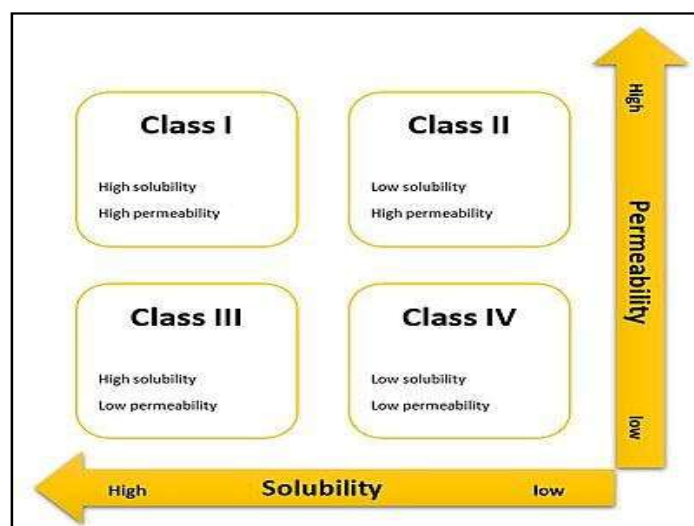 Class I
High solubility
High permeability
Class II
Low solubility
High permeability
Class III
High solubility
Low permeability
Class IV
Low solubility
Low permeability
High
Permeability
low
High
Solubility
low